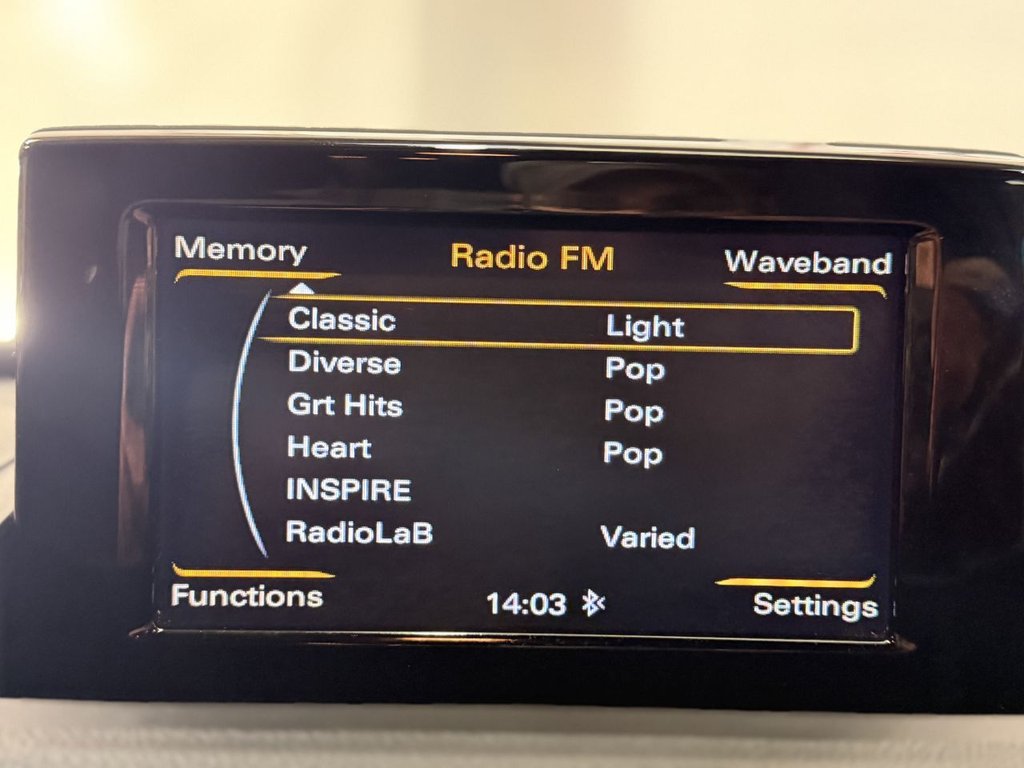 Memory Radio FM Waveband
Classic Light
Diverse Pop
Grt Hits Pop
Heart Pop
INSPIRE
RadioLaB Varied
Functions 14:03 Settings